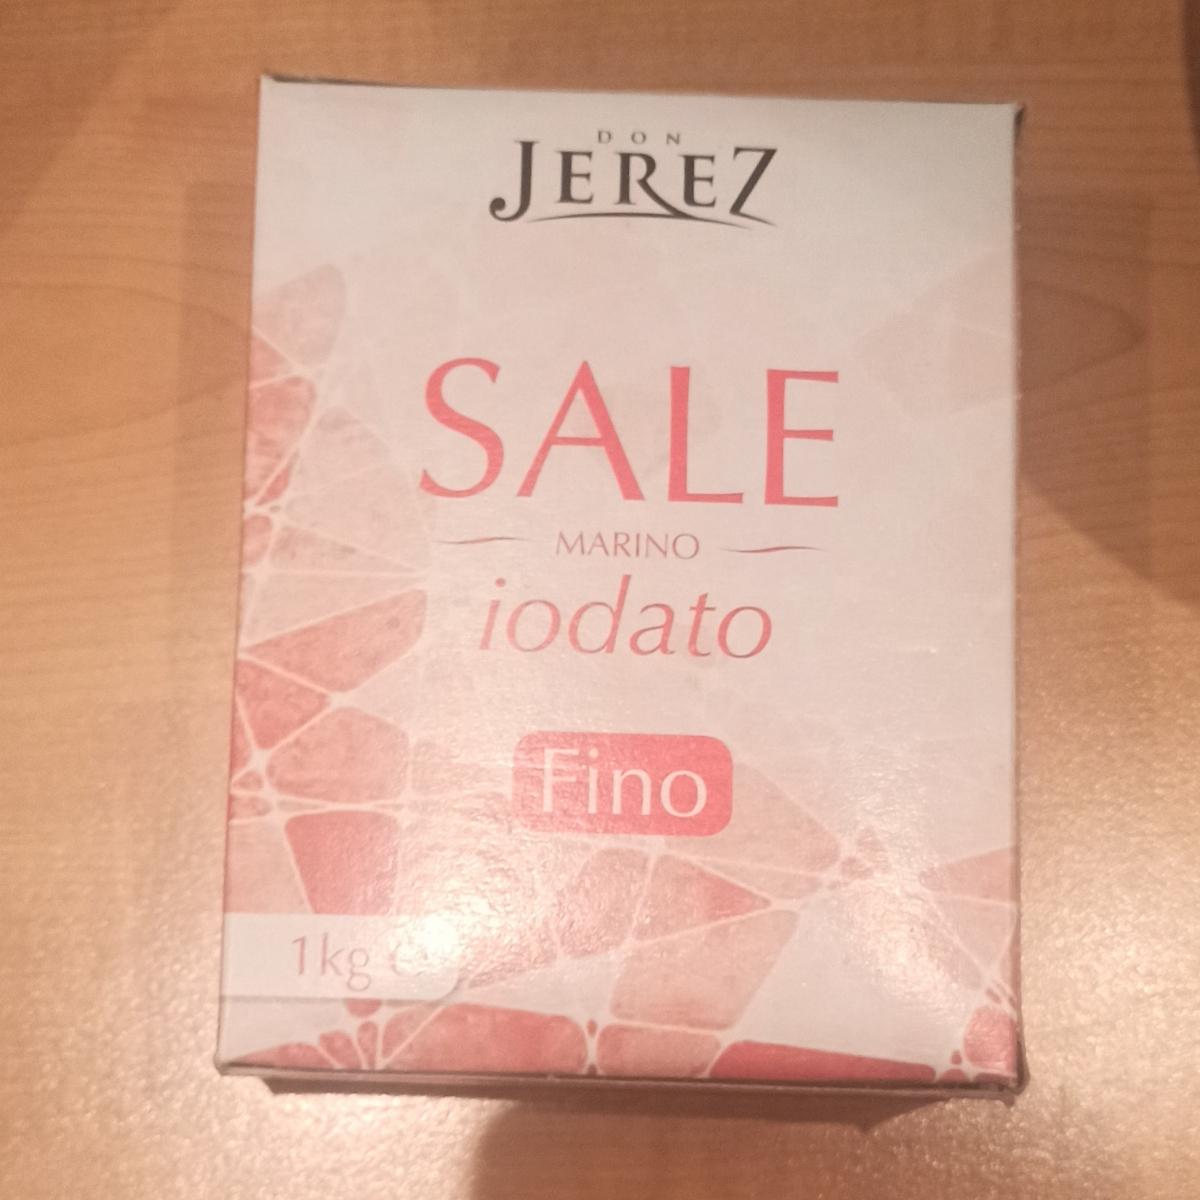 DON
JEREZ
SALE
MARINO
iodato
Fino
1kg e